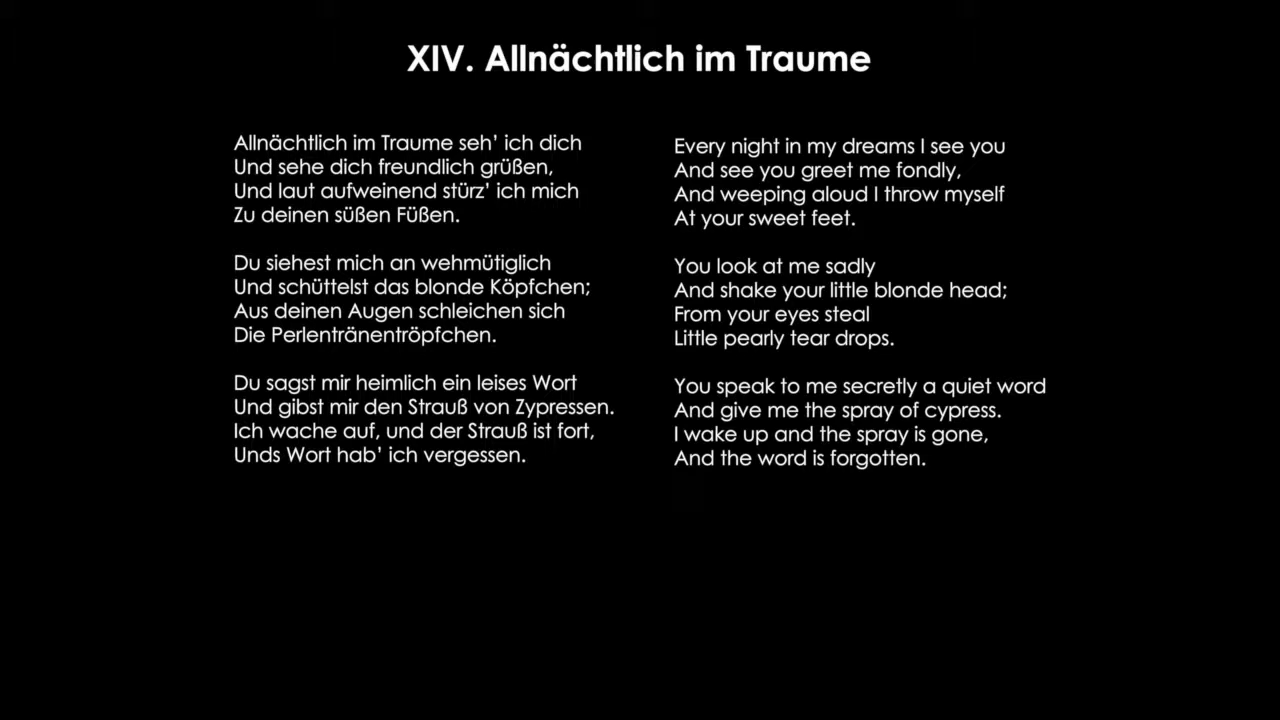 XIV. Allnächtlich im Traume
Allnächtlich im Traume seh’ ich dich
Und sehe dich freundlich grüßen,
Und laut aufweinend stürz’ ich mich
Zu deinen süßen Füßen.
Du siehest mich an wehmütiglich
Und schüttelst das blonde Köpfchen;
Aus deinen Augen schleichen sich
Die Perlentränentröpfchen.
Du sagst mir heimlich ein leises Wort
Und gibst mir den Strauß von Zypressen.
Ich wache auf, und der Strauß ist fort,
Unds Wort hab’ ich vergessen.
Every night in my dreams I see you
And see you greet me fondly,
And weeping aloud I throw myself
At your sweet feet.
You look at me sadly
And shake your little blonde head;
From your eyes steal
Little pearly tear drops.
You speak to me secretly a quiet word
And give me the spray of cypress.
I wake up and the spray is gone,
And the word is forgotten.